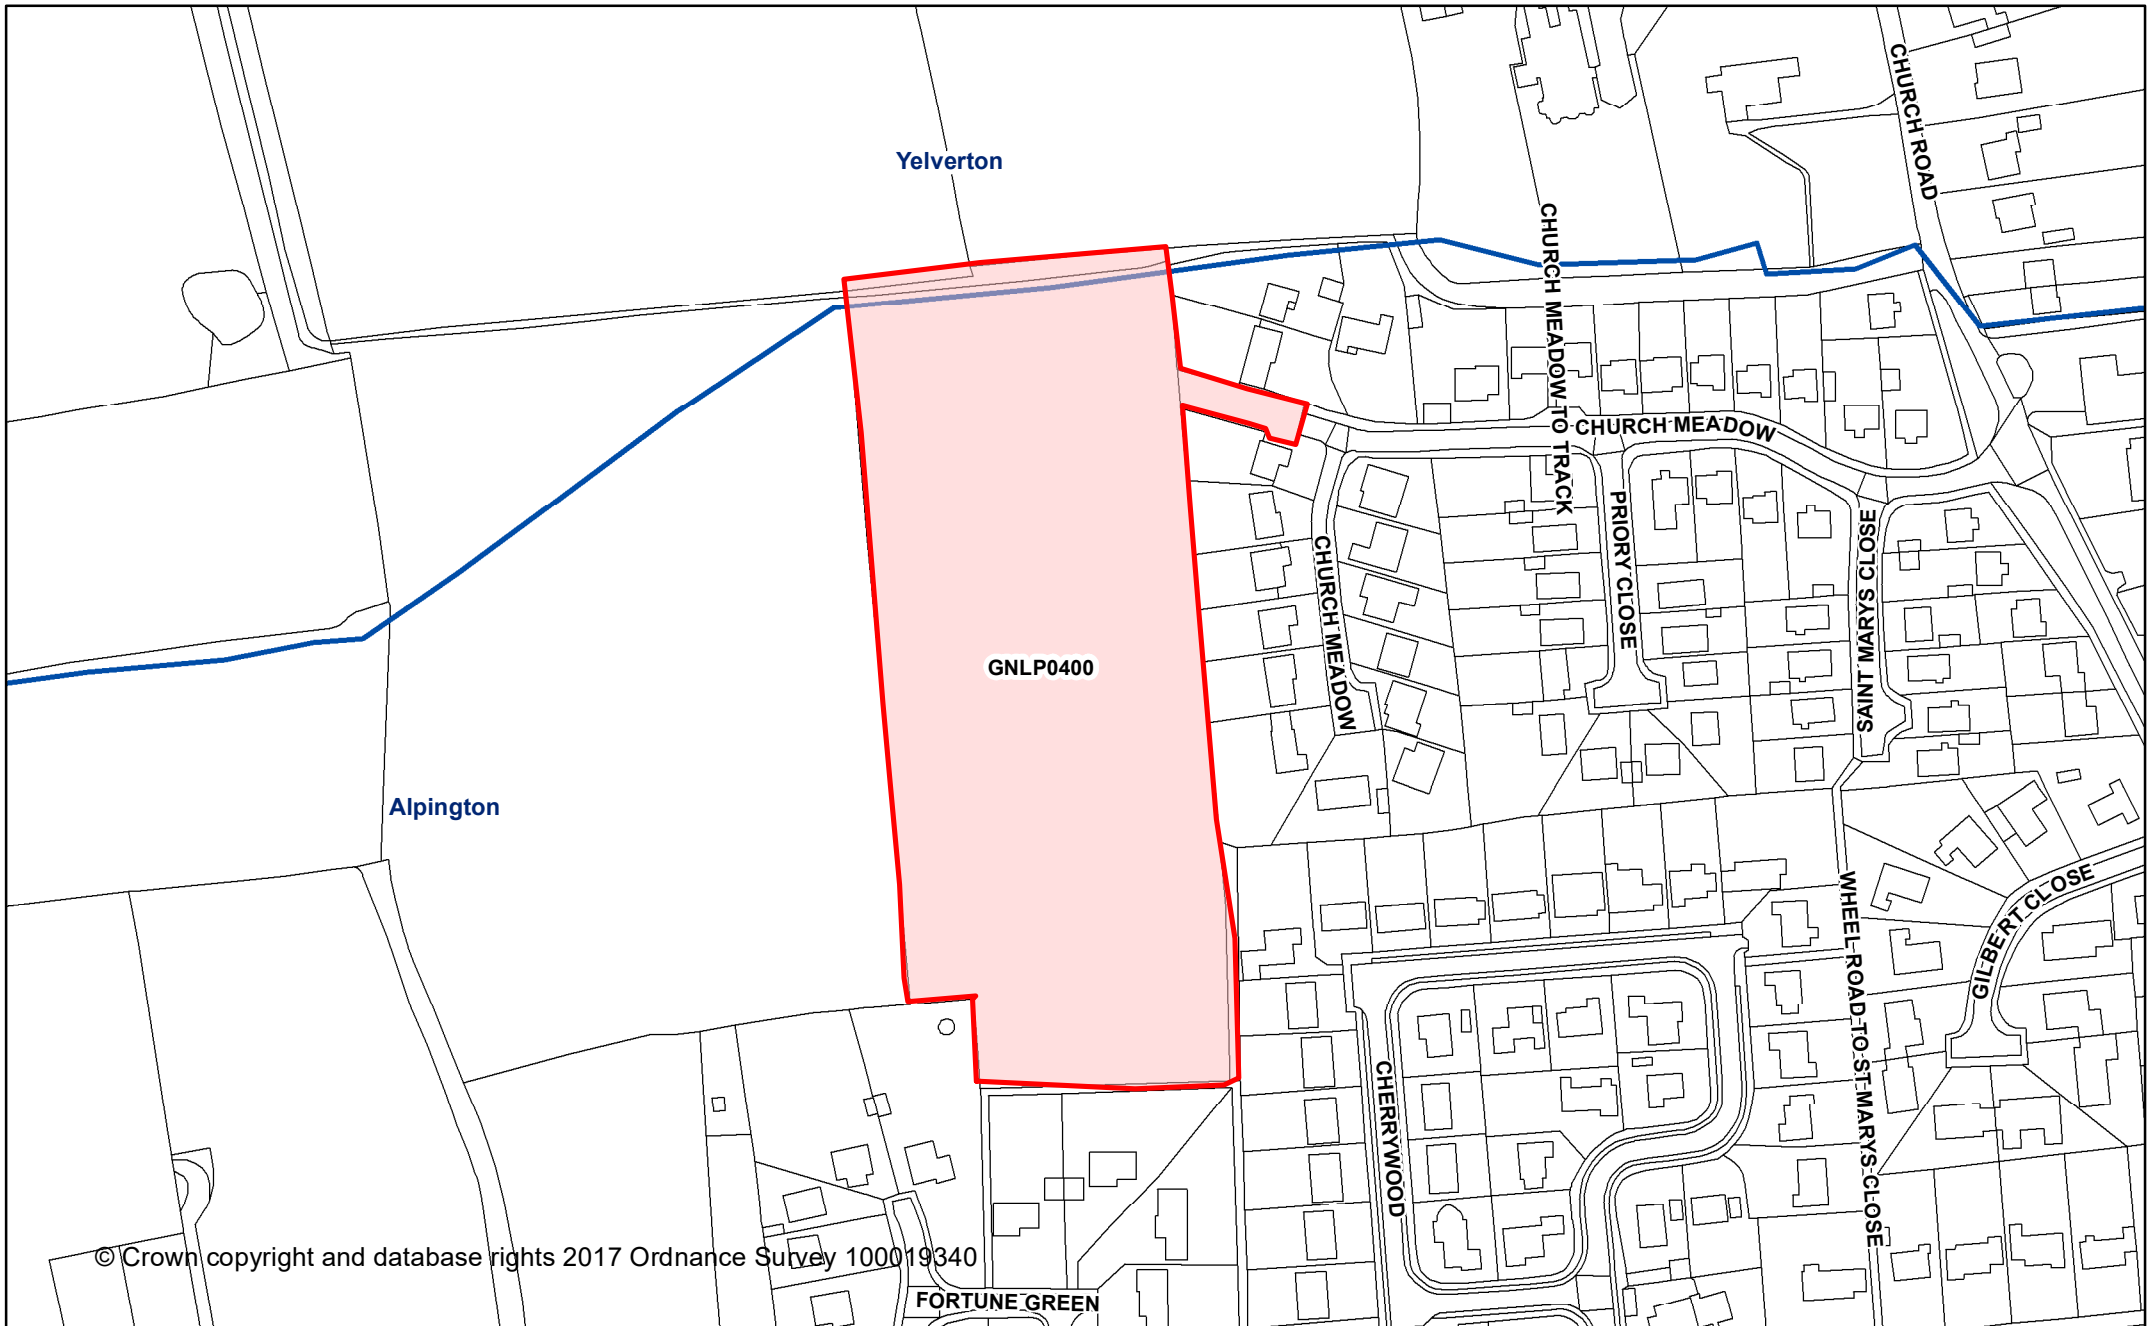 Yelverton
CHURCH ROAD
CHURCH MEADOW TO TRACK
CHURCH MEADOW
PRIORY CLOSE
SAINT MARYS CLOSE
CHURCH MEADOW
GNLP0400
Alpington
WHEEL ROAD TO ST MARYS CLOSE
GILBERT CLOSE
CHERRYWOOD
© Crown copyright and database rights 2017 Ordnance Survey 100019340
FORTUNE GREEN